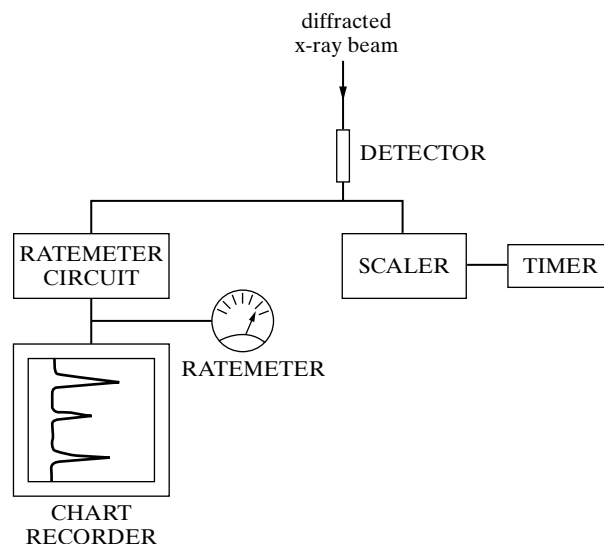 diffracted
x-ray beam
DETECTOR
RATEMETER
CIRCUIT
SCALER
TIMER
RATEMETER
CHART
RECORDER